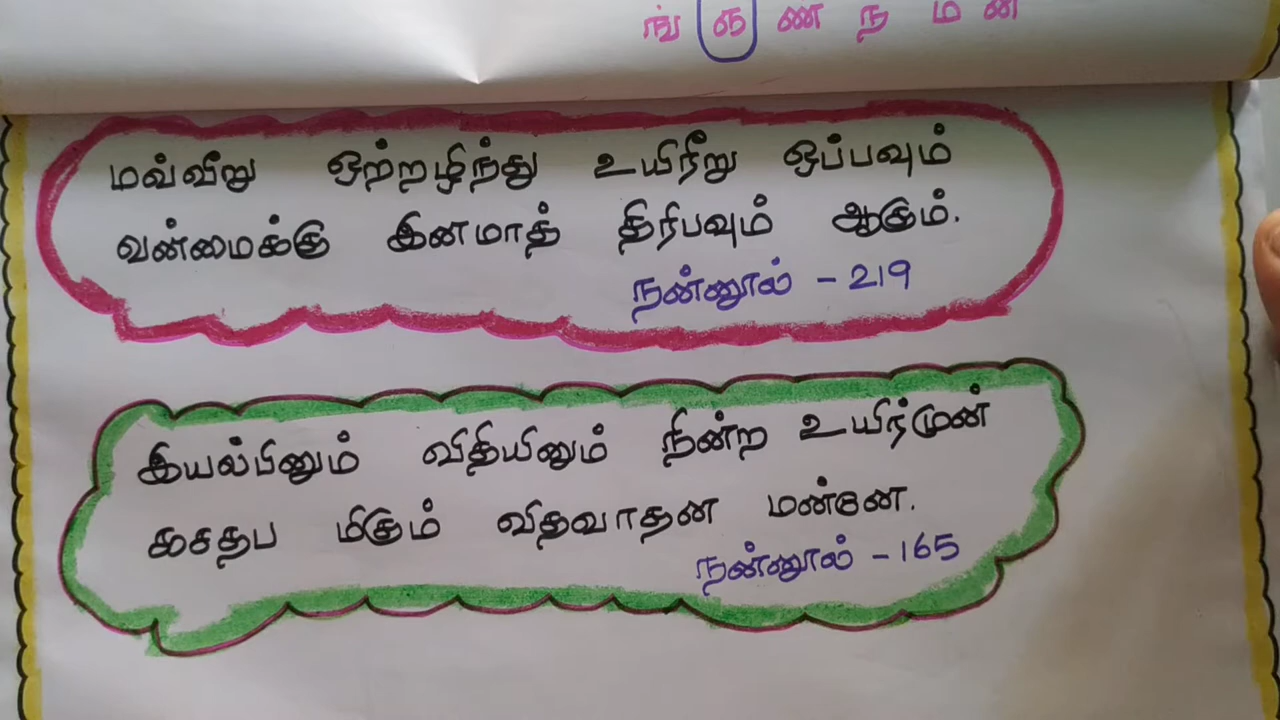 ங் ஞ ண ந ம ன
மவ்வீறு ஒற்றழிந்து உயிரீறு ஒப்பவும்
வன்மைக்கு இனமாத் திரிபவும் ஆகும்.
நன்னூல் - 219
இயல்பினும் விதியினும் நின்ற உயிர்முன்
கசதப மிகும் விதவாதன மன்னே.
நன்னூல் - 165